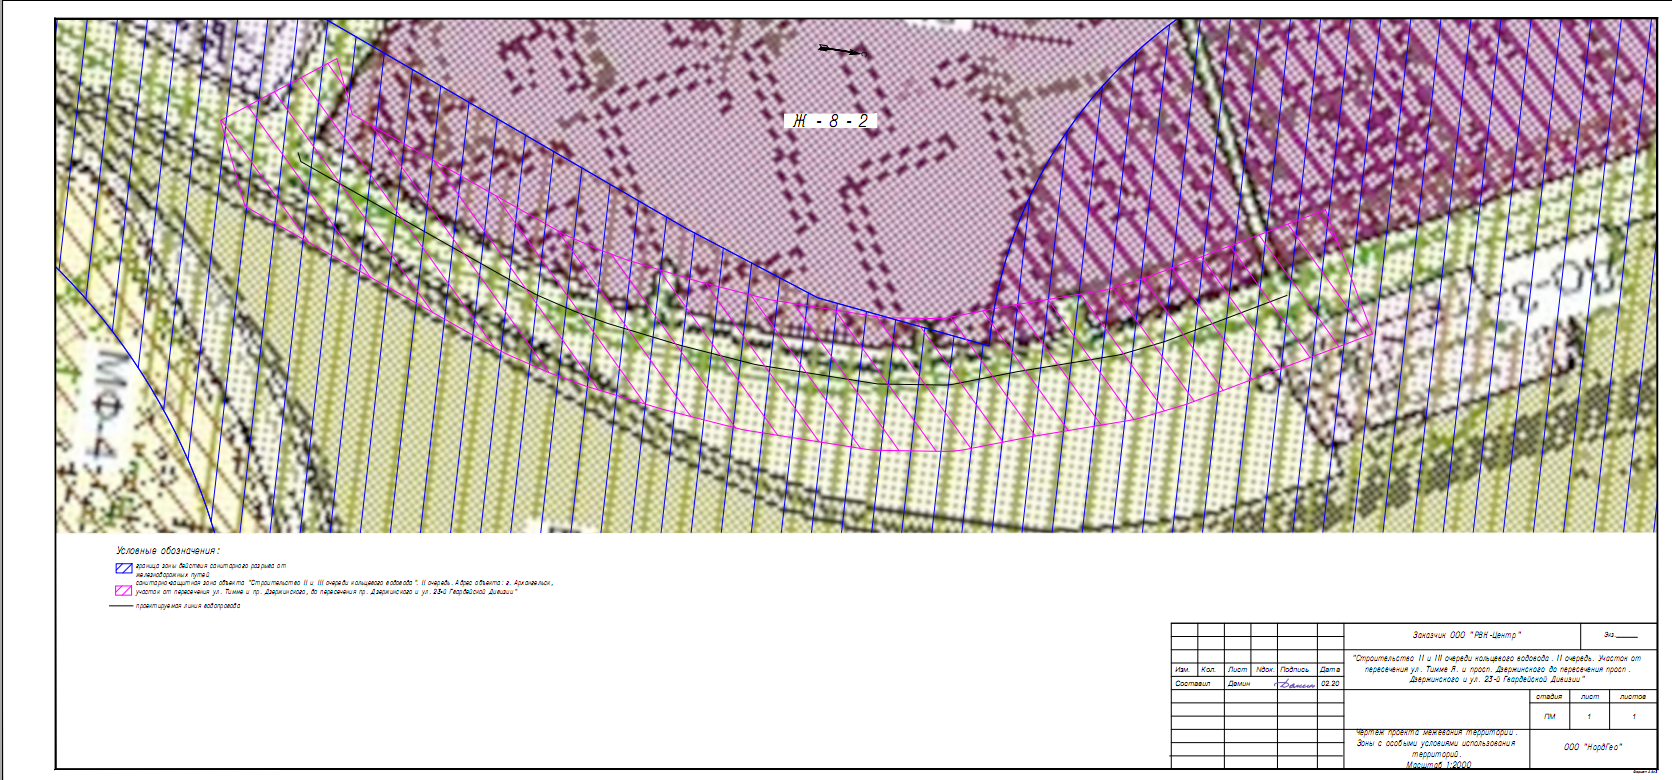 Ж-8-2
ДО-3
МФ-4
Условные обозначения:
граница зоны действия санитарного разрыва от
железнодорожных путей
санитарно-защитная зона объекта "Строительство II и III очереди кольцевого водовода". II очередь. Адрес объекта: г. Архангельск,
участок от пересечения ул. Тимме и пр. Дзержинского, до пересечения пр. Дзержинского и ул. 23-й Гвардейской Дивизии"
проектируемая линия водопровода
Заказчик ООО "РВК-Центр"
Экз.
"Строительство II и III очереди кольцевого водовода. II очередь. Участок от
пересечения ул. Тимме Я. и просп. Дзержинского до пересечения просп.
Дзержинского и ул. 23-й Гвардейской Дивизии"
Изм. Кол. Лист №док. Подпись Дата
Составил Демин Демин 02.20
стадия лист листов
ПМ 1 1
Чертеж проекта межевания территории.
Зоны с особыми условиями использования
территорий.
Масштаб 1:2000
ООО "НордГео"